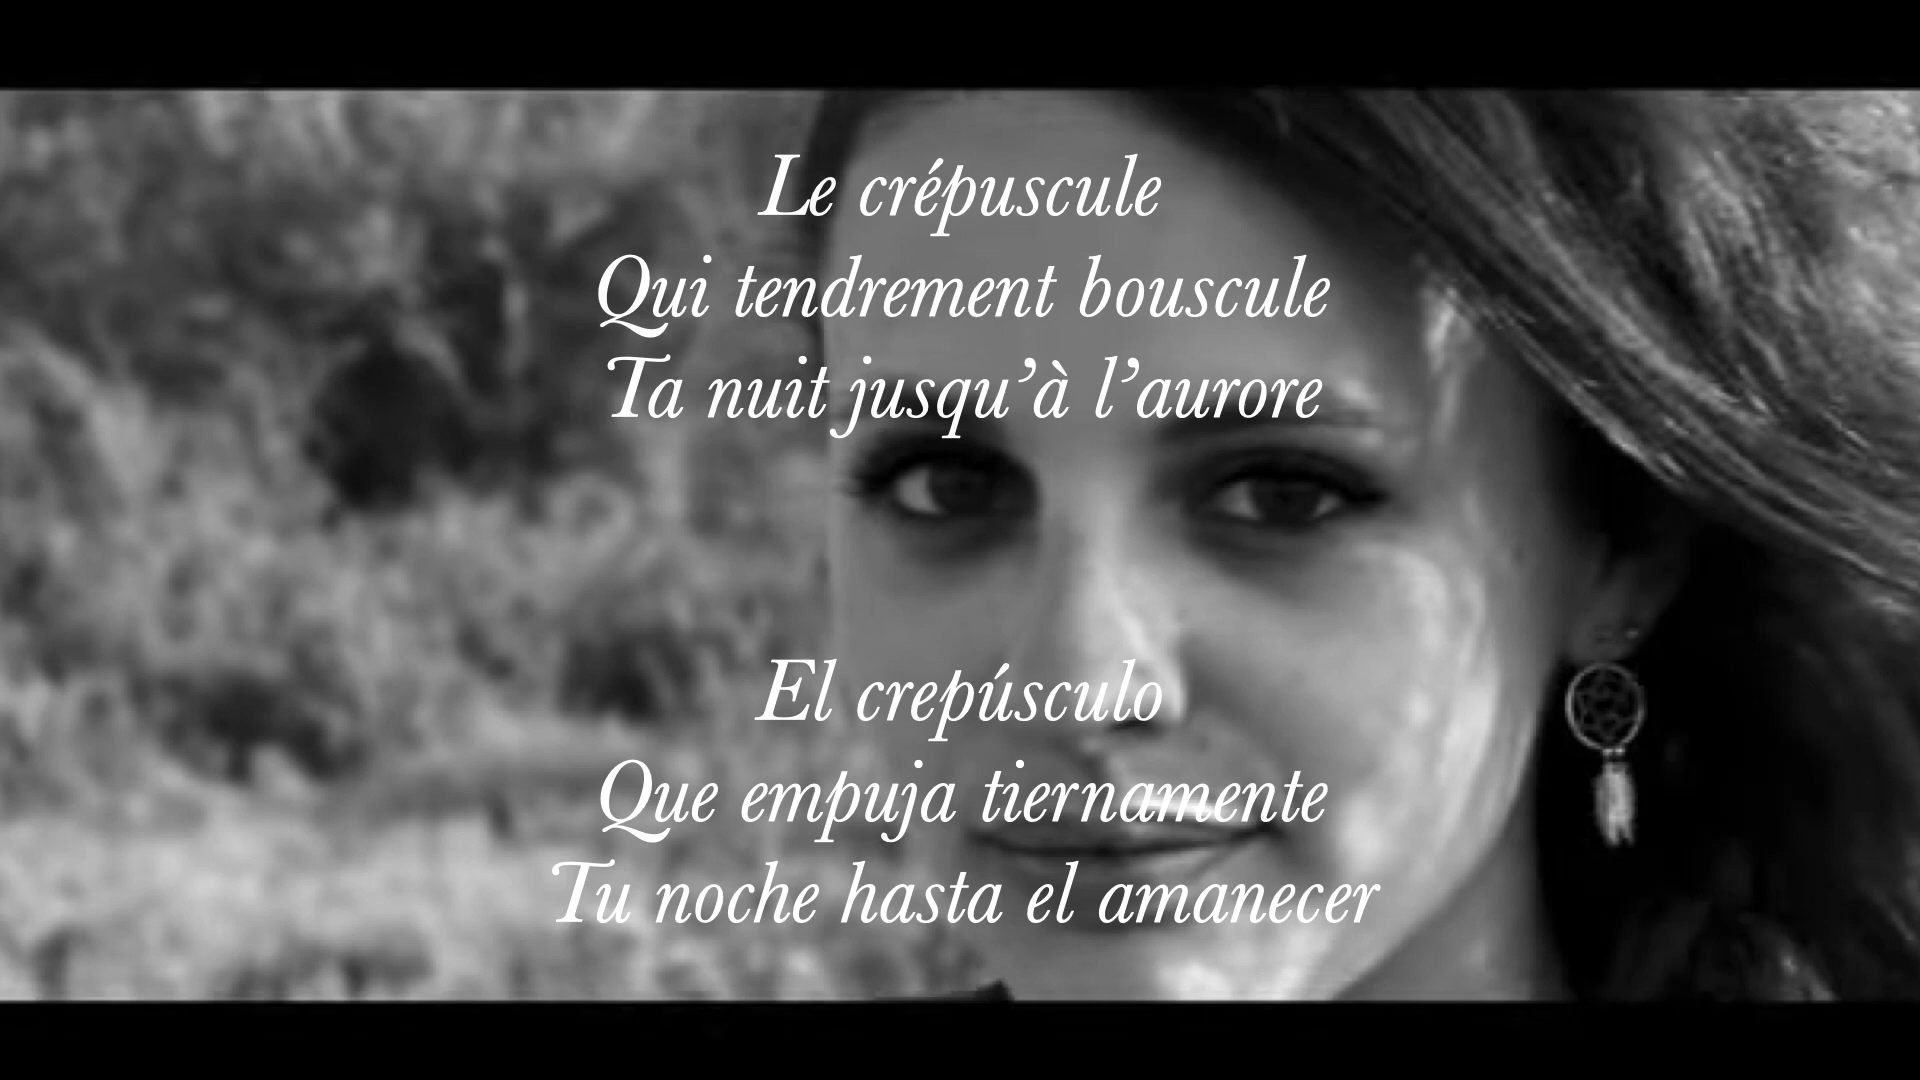 Le crépuscule
Qui tendrement bouscule
Ta nuit jusqu’à l’aurore
El crepúsculo
Que empuja tiernamente
Tu noche hasta el amanecer